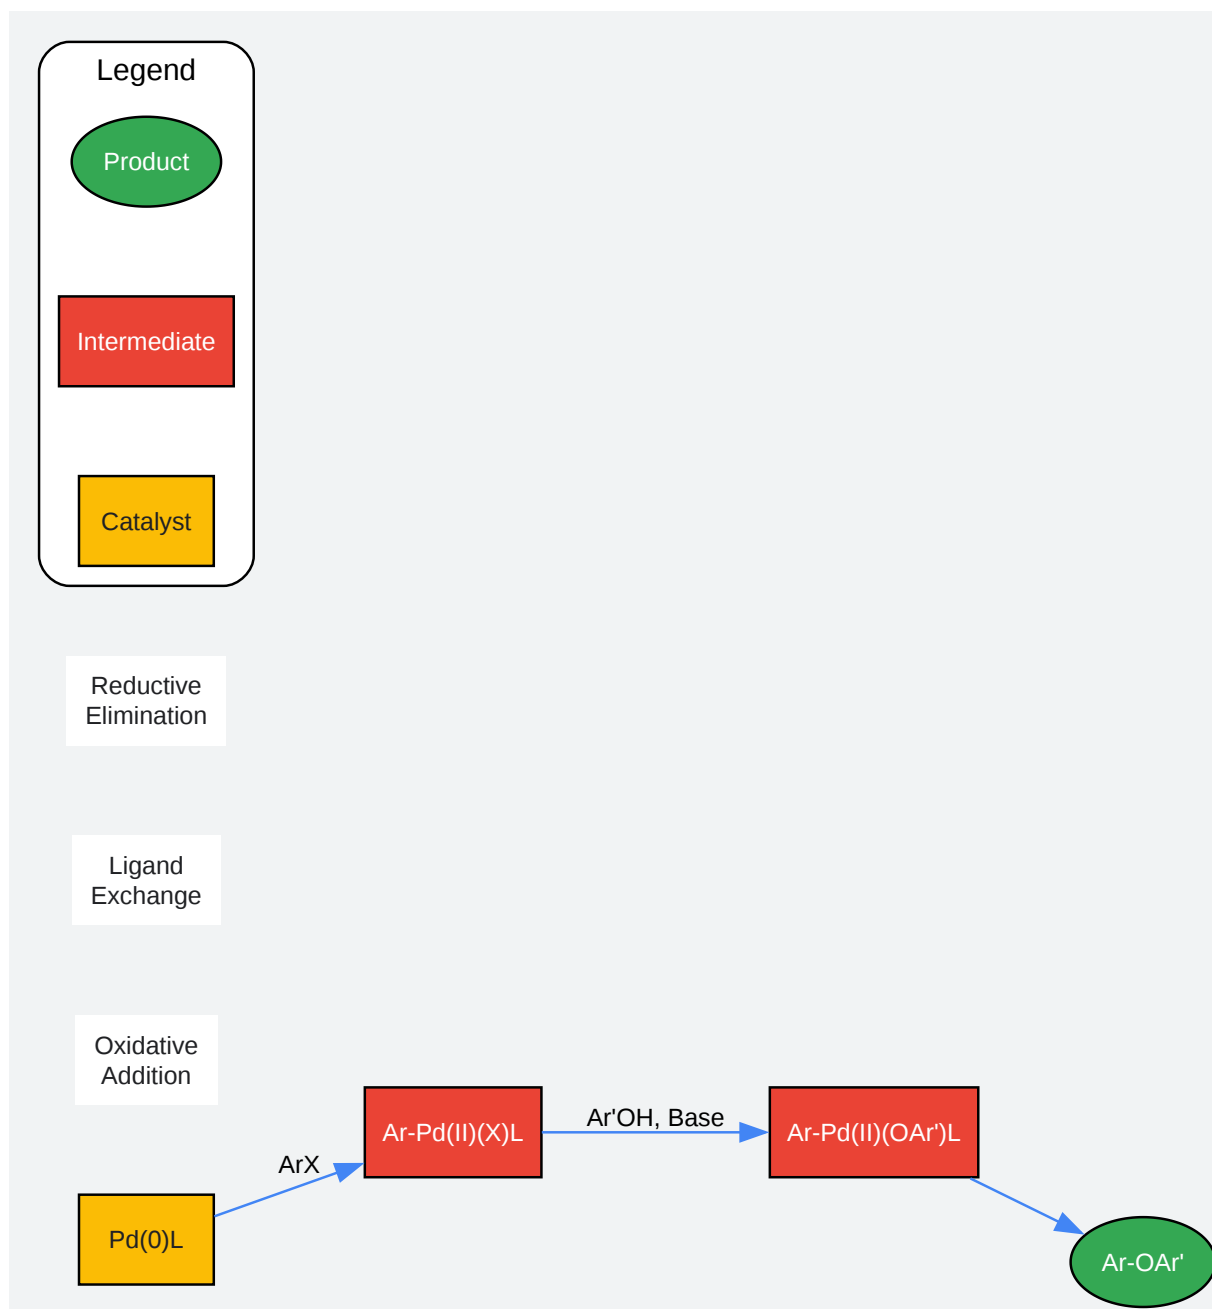 Legend
Product
Intermediate
Catalyst
Reductive
Elimination
Ligand
Exchange
Oxidative
Addition
Ar-Pd(II)(X)L
Ar'OH, Base
Ar-Pd(II)(OAr')L
ArX
Pd(0)L
Ar-OAr'